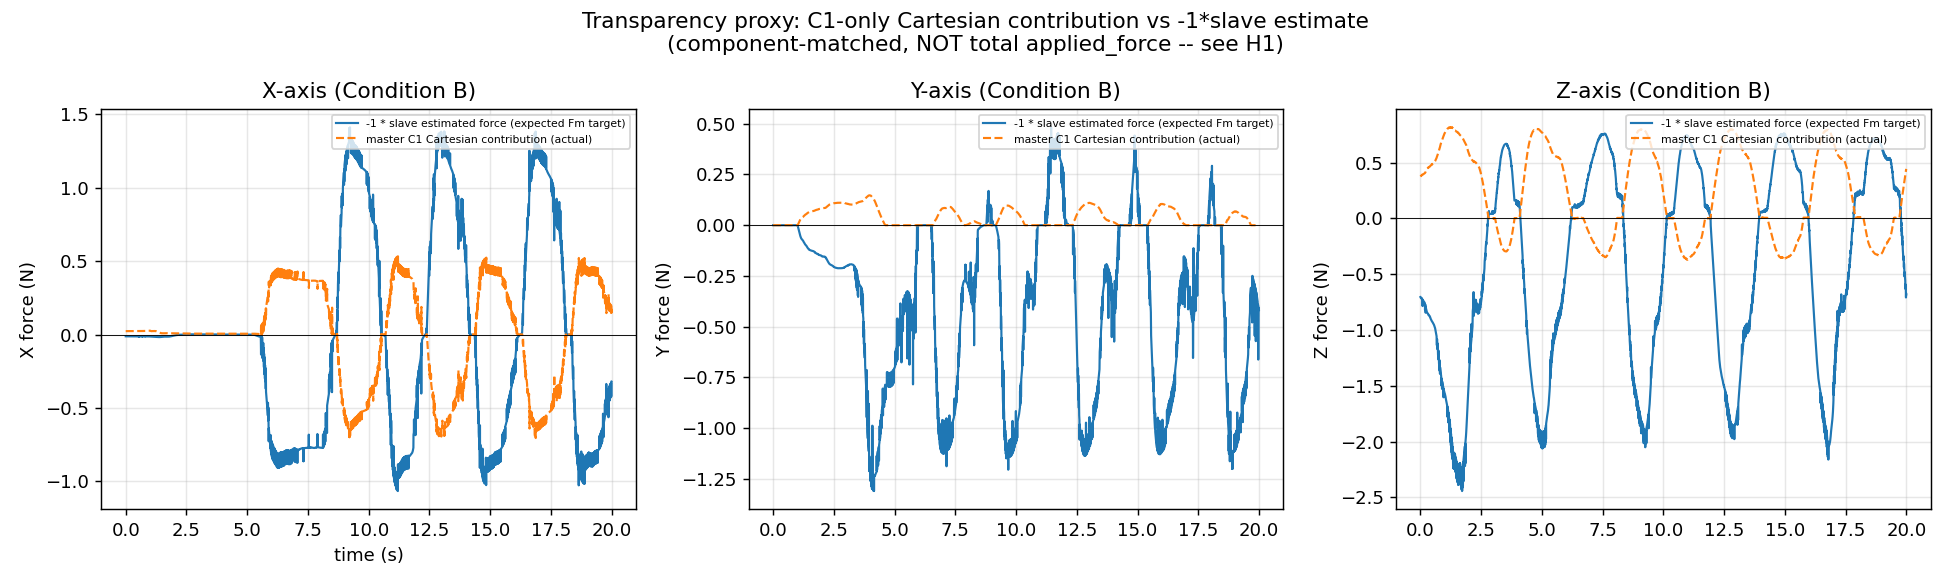 Transparency proxy: C1-only Cartesian contribution vs -1*slave estimate
(component-matched, NOT total applied_force -- see H1)
X-axis (Condition B)
-1 * slave estimated force (expected Fm target)
master C1 Cartesian contribution (actual)
X force (N)
1.5
1.0
0.5
0.0
−0.5
−1.0
0.0 2.5 5.0 7.5 10.0 12.5 15.0 17.5 20.0
time (s)
Y-axis (Condition B)
-1 * slave estimated force (expected Fm target)
master C1 Cartesian contribution (actual)
Y force (N)
0.50
0.25
0.00
−0.25
−0.50
−0.75
−1.00
−1.25
0.0 2.5 5.0 7.5 10.0 12.5 15.0 17.5 20.0
Z-axis (Condition B)
-1 * slave estimated force (expected Fm target)
master C1 Cartesian contribution (actual)
Z force (N)
0.5
0.0
−0.5
−1.0
−1.5
−2.0
−2.5
0.0 2.5 5.0 7.5 10.0 12.5 15.0 17.5 20.0